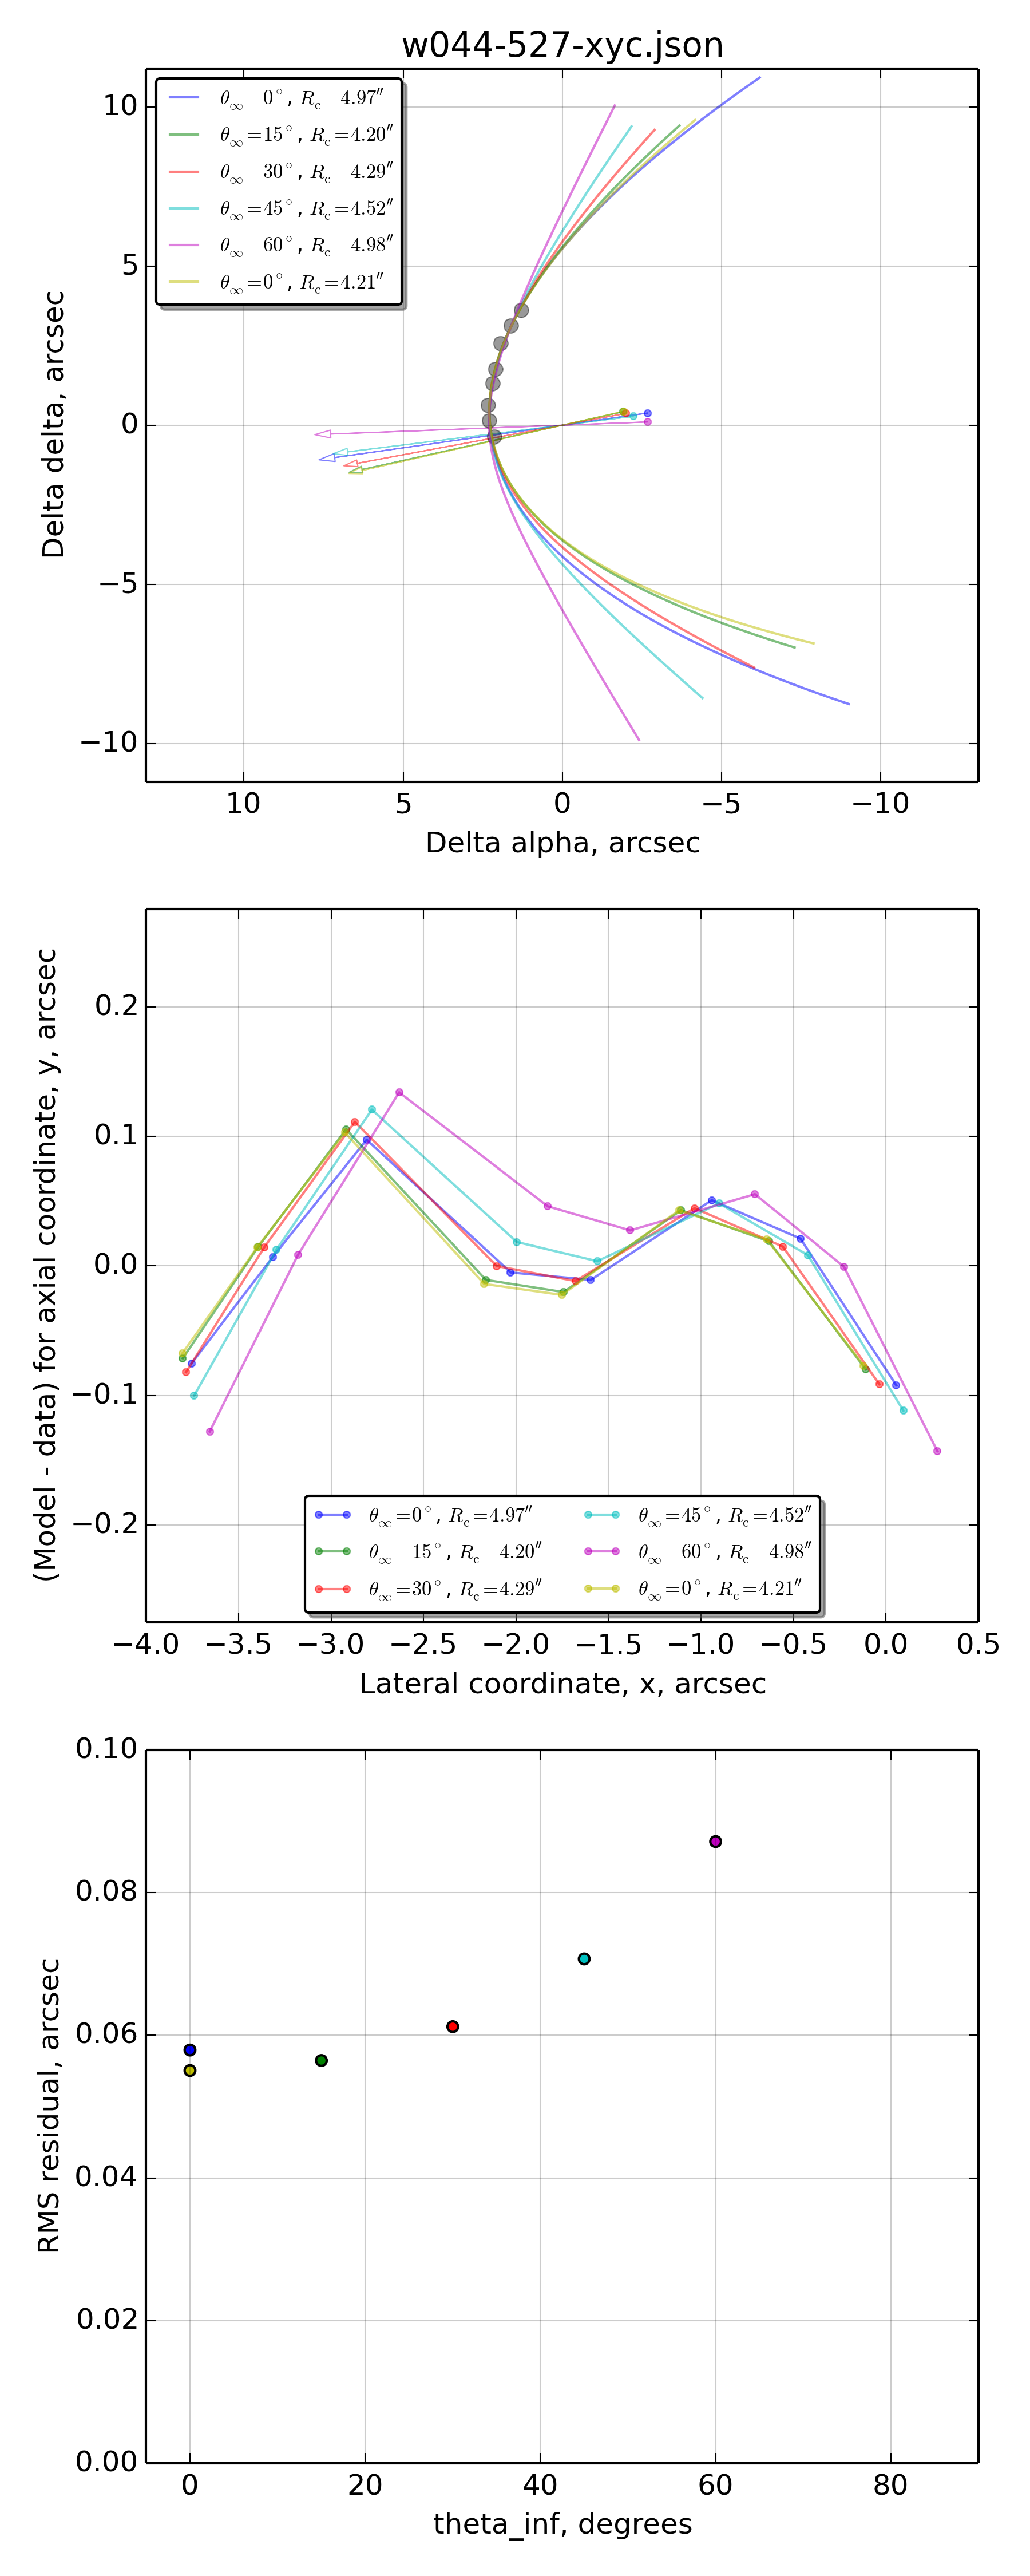 w044-527-xyc.json
θ∞=0°, Rc=4.97″
θ∞=15°, Rc=4.20″
θ∞=30°, Rc=4.29″
θ∞=45°, Rc=4.52″
θ∞=60°, Rc=4.98″
θ∞=0°, Rc=4.21″
10
5
0
−5
−10
Delta delta, arcsec
10 5 0 −5 −10
Delta alpha, arcsec
0.2
0.1
0.0
−0.1
−0.2
(Model - data) for axial coordinate, y, arcsec
θ∞=0°, Rc=4.97″ θ∞=45°, Rc=4.52″
θ∞=15°, Rc=4.20″ θ∞=60°, Rc=4.98″
θ∞=30°, Rc=4.29″ θ∞=0°, Rc=4.21″
−4.0 −3.5 −3.0 −2.5 −2.0 −1.5 −1.0 −0.5 0.0 0.5
Lateral coordinate, x, arcsec
0.10
0.08
0.06
0.04
0.02
0.00
RMS residual, arcsec
0 20 40 60 80
theta_inf, degrees